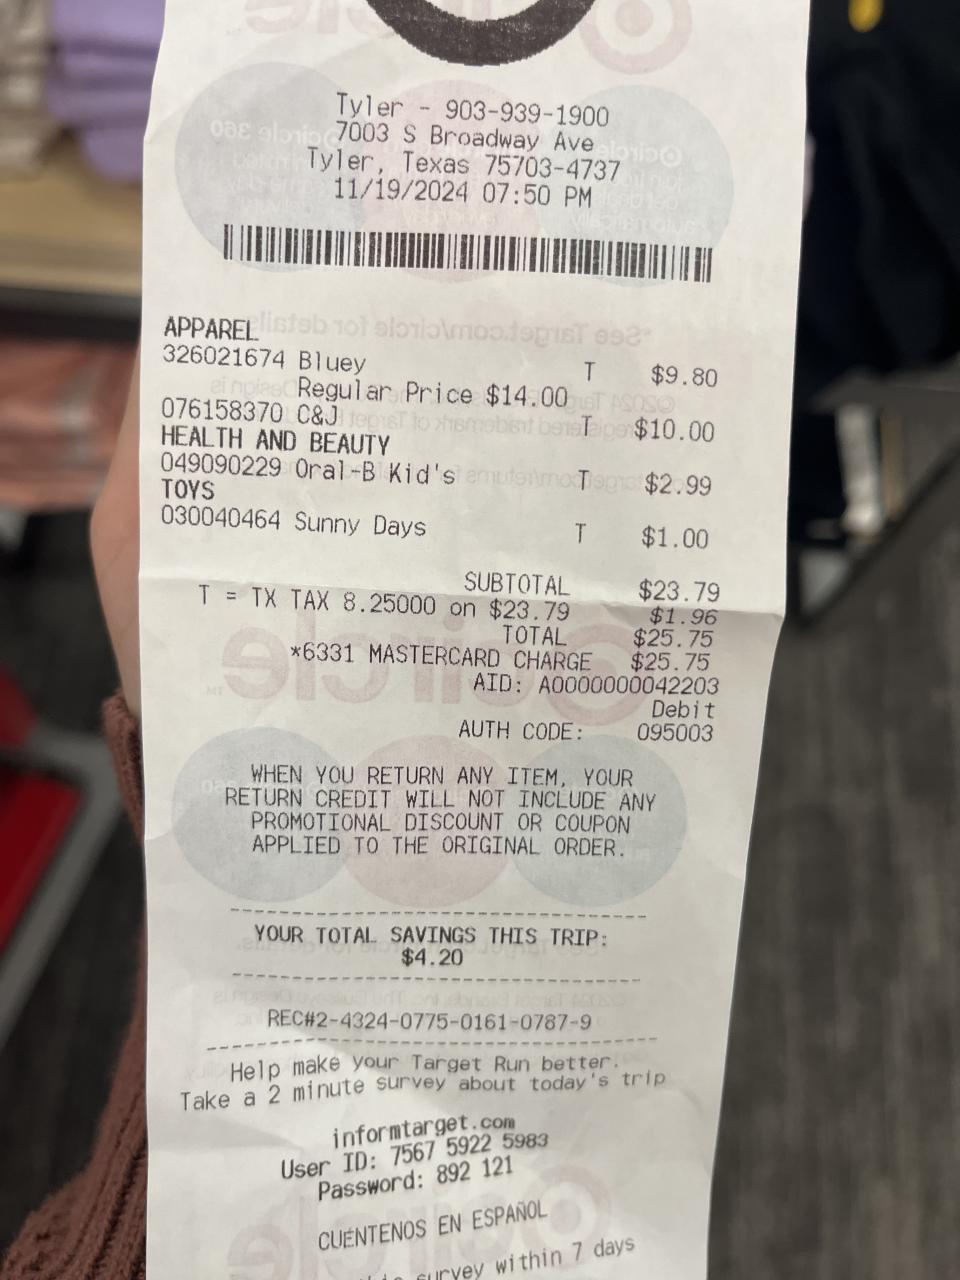 Tyler - 903-939-1900
7003 S Broadway Ave
Tyler, Texas 75703-4737
11/19/2024 07:50 PM
APPAREL
326021674 Bluey T $9.80
Regular Price $14.00
076158370 C&J T $10.00
HEALTH AND BEAUTY
049090229 Oral-B Kid's T $2.99
TOYS
030040464 Sunny Days T $1.00
SUBTOTAL $23.79
T = TX TAX 8.25000 on $23.79 $1.96
TOTAL $25.75
*6331 MASTERCARD CHARGE $25.75
AID: A0000000042203
Debit
AUTH CODE: 095003
WHEN YOU RETURN ANY ITEM, YOUR
RETURN CREDIT WILL NOT INCLUDE ANY
PROMOTIONAL DISCOUNT OR COUPON
APPLIED TO THE ORIGINAL ORDER.
YOUR TOTAL SAVINGS THIS TRIP:
$4.20
REC#2-4324-0775-0161-0787-9
Help make your Target Run better.
Take a 2 minute survey about today's trip
informtarget.com
User ID: 7567 5922 5983
Password: 892 121
CUÉNTENOS EN ESPAÑOL
survey within 7 days